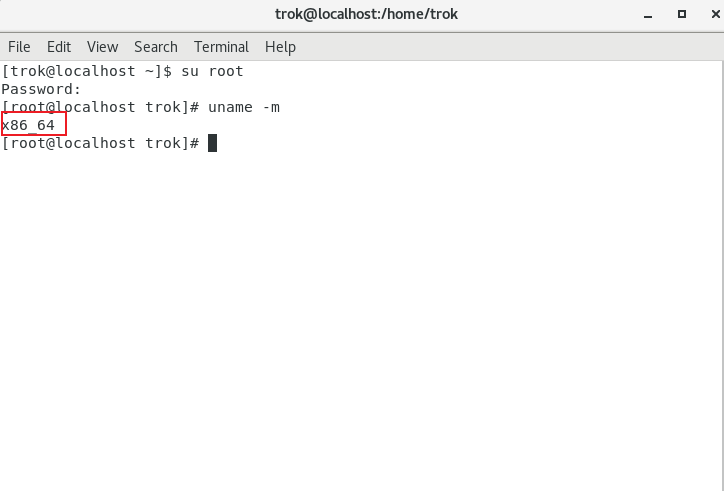 trok@localhost:/home/trok
File Edit View Search Terminal Help
[trok@localhost ~]$ su root
Password:
[root@localhost trok]# uname -m
x86_64
[root@localhost trok]#